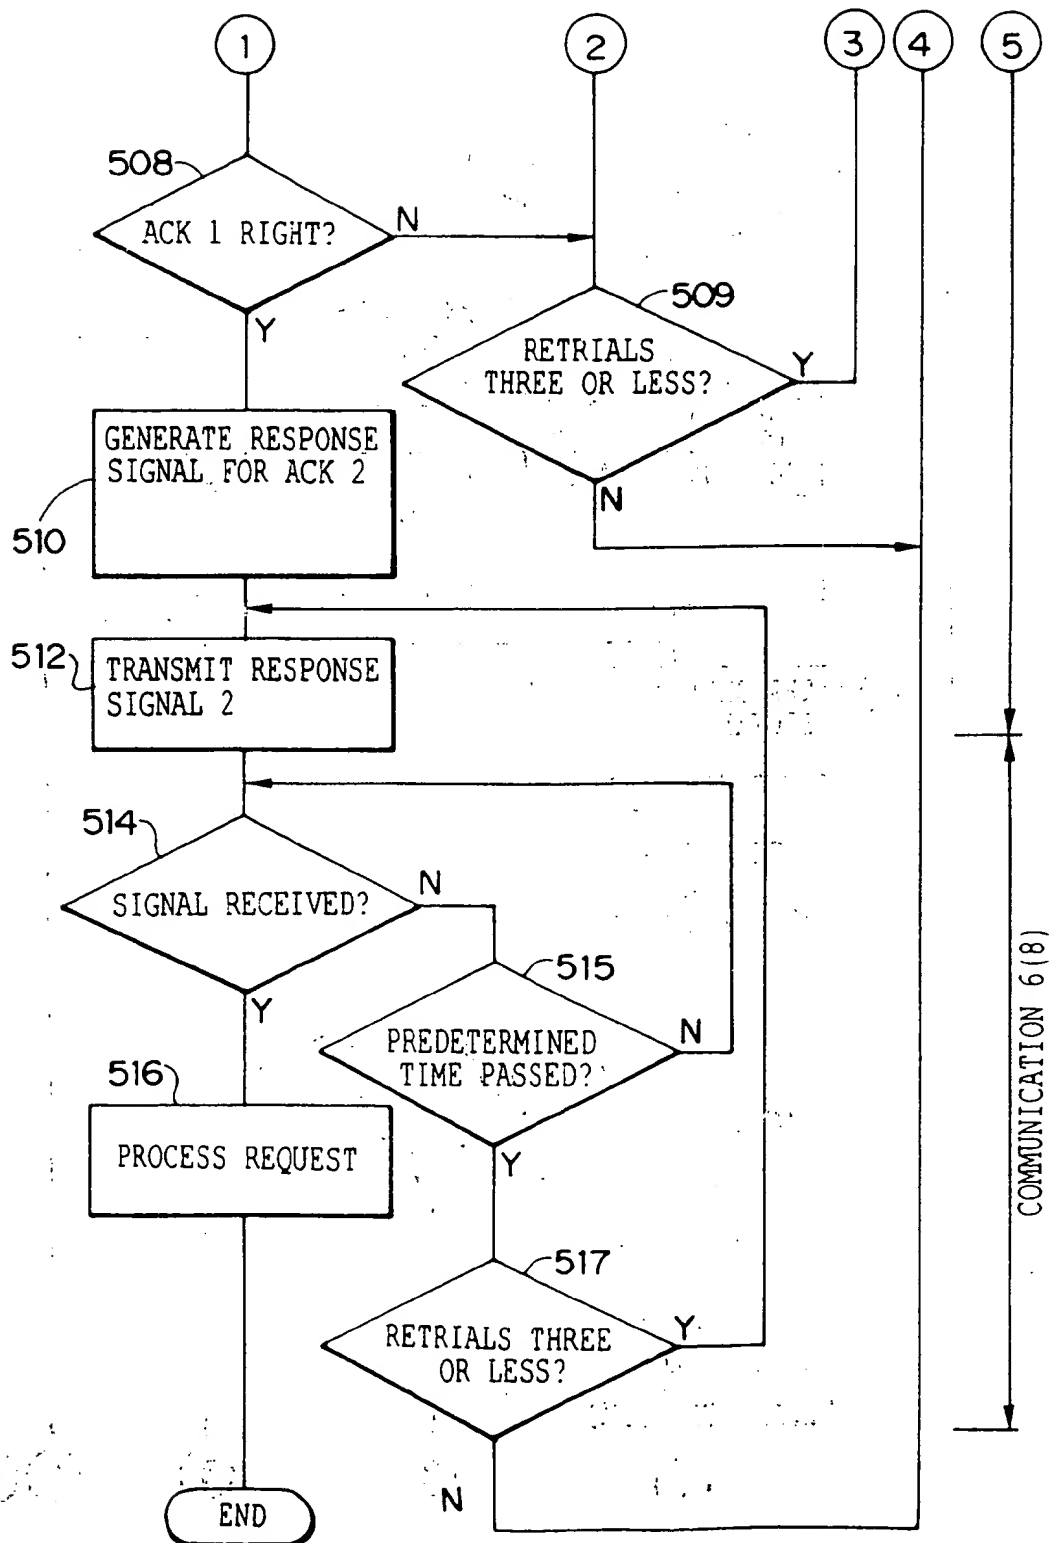 1
2
3
4
5
508
ACK 1 RIGHT?
N
Y
509
RETRIALS
THREE OR LESS?
Y
N
GENERATE RESPONSE
SIGNAL FOR ACK 2
510
512
TRANSMIT RESPONSE
SIGNAL 2
514
SIGNAL RECEIVED?
N
Y
515
PREDETERMINED
TIME PASSED?
N
Y
516
PROCESS REQUEST
517
RETRIALS THREE
OR LESS?
Y
N
END
COMMUNICATION 6(8)